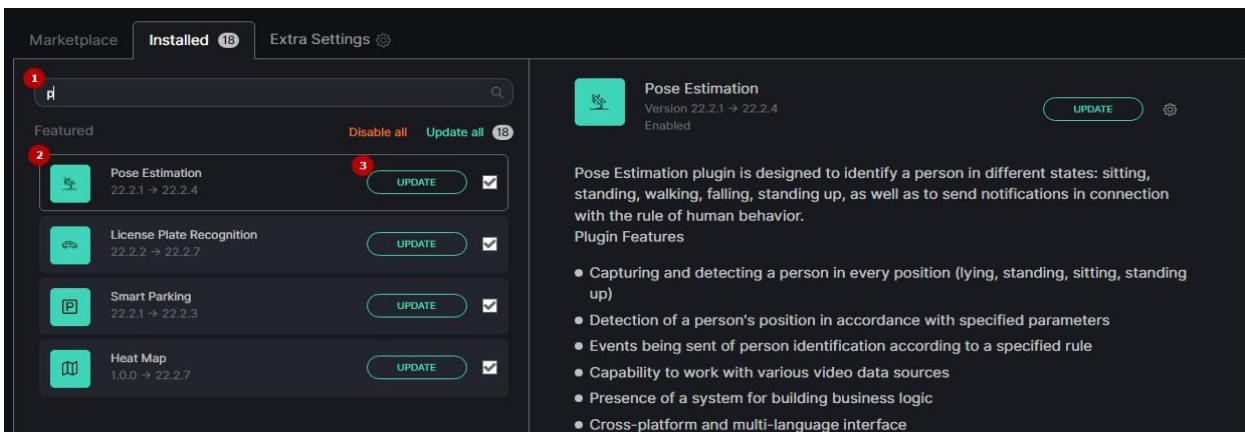 Marketplace
Installed 18
Extra Settings
1
p
Featured
Disable all
Update all 18
2
Pose Estimation
22.2.1 → 22.2.4
3
UPDATE
License Plate Recognition
22.2.2 → 22.2.7
UPDATE
P
Smart Parking
22.2.1 → 22.2.3
UPDATE
Heat Map
1.0.0 → 22.2.7
UPDATE
Pose Estimation
Version 22.2.1 → 22.2.4
Enabled
UPDATE
Pose Estimation plugin is designed to identify a person in different states: sitting,
standing, walking, falling, standing up, as well as to send notifications in connection
with the rule of human behavior.
Plugin Features
● Capturing and detecting a person in every position (lying, standing, sitting, standing
up)
● Detection of a person's position in accordance with specified parameters
● Events being sent of person identification according to a specified rule
● Capability to work with various video data sources
● Presence of a system for building business logic
● Cross-platform and multi-language interface